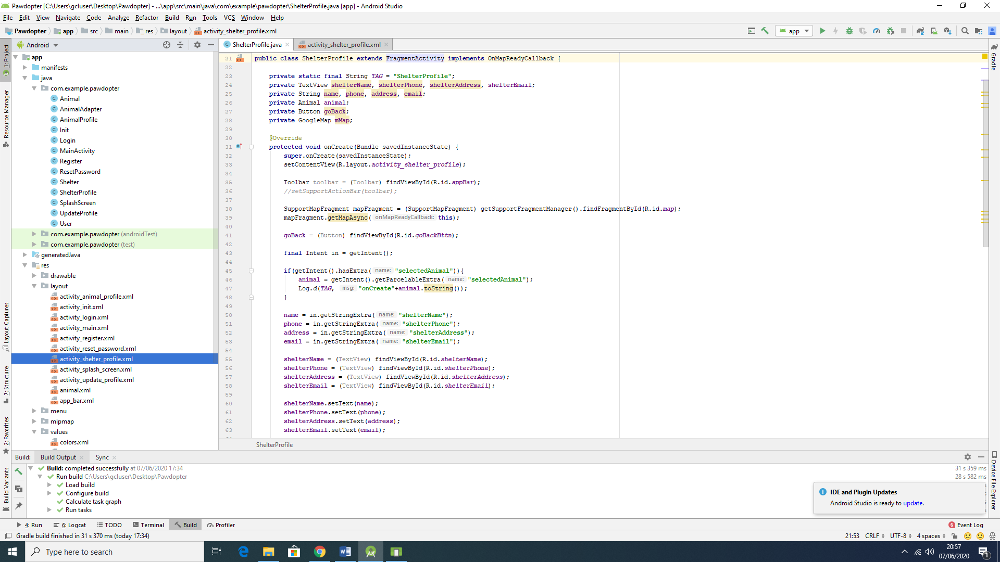 Pawdopter [C:\Users\gcluser\Desktop\Pawdopter] - ...\app\src\main\java\com\example\pawdopter\ShelterProfile.java [app] - Android Studio
File Edit View Navigate Code Analyze Refactor Build Run Tools VCS Window Help
Pawdopter app src main res layout activity_shelter_profile.xml
app
Android
ShelterProfile.java activity_shelter_profile.xml
1: Project
Resource Manager
Layout Captures
7: Structure
2: Favorites
Build Variants
app
manifests
java
com.example.pawdopter
Animal
AnimalAdapter
AnimalProfile
Init
Login
MainActivity
Register
ResetPassword
Shelter
ShelterProfile
SplashScreen
UpdateProfile
User
com.example.pawdopter (androidTest)
com.example.pawdopter (test)
generatedJava
res
drawable
layout
activity_animal_profile.xml
activity_init.xml
activity_login.xml
activity_main.xml
activity_register.xml
activity_reset_password.xml
activity_shelter_profile.xml
activity_splash_screen.xml
activity_update_profile.xml
animal.xml
app_bar.xml
menu
mipmap
values
colors.xml
21 public class ShelterProfile extends FragmentActivity implements OnMapReadyCallback {
22
23 private static final String TAG = "ShelterProfile";
24 private TextView shelterName, shelterPhone, shelterAddress, shelterEmail;
25 private String name, phone, address, email;
26 private Animal animal;
27 private Button goBack;
28 private GoogleMap mMap;
29
30 @Override
31 protected void onCreate(Bundle savedInstanceState) {
32 super.onCreate(savedInstanceState);
33 setContentView(R.layout.activity_shelter_profile);
34
35 Toolbar toolbar = (Toolbar) findViewById(R.id.appBar);
36 //setSupportActionBar(toolbar);
37
38 SupportMapFragment mapFragment = (SupportMapFragment) getSupportFragmentManager().findFragmentById(R.id.map);
39 mapFragment.getMapAsync( onMapReadyCallback: this);
40
41 goBack = (Button) findViewById(R.id.goBackBttn);
42
43 final Intent in = getIntent();
44
45 if(getIntent().hasExtra( name: "selectedAnimal")){
46 animal = getIntent().getParcelableExtra( name: "selectedAnimal");
47 Log.d(TAG, msg: "onCreate"+animal.toString());
48 }
49
50 name = in.getStringExtra( name: "shelterName");
51 phone = in.getStringExtra( name: "shelterPhone");
52 address = in.getStringExtra( name: "shelterAddress");
53 email = in.getStringExtra( name: "shelterEmail");
54
55 shelterName = (TextView) findViewById(R.id.shelterName);
56 shelterPhone = (TextView) findViewById(R.id.shelterPhone);
57 shelterAddress = (TextView) findViewById(R.id.shelterAddress);
58 shelterEmail = (TextView) findViewById(R.id.shelterEmail);
59
60 shelterName.setText(name);
61 shelterPhone.setText(phone);
62 shelterAddress.setText(address);
63 shelterEmail.setText(email);
ShelterProfile
Gradle
Device File Explorer
Build: Build Output Sync
Build: completed successfully at 07/06/2020 17:34 31 s 359 ms
Run build C:\Users\gcluser\Desktop\Pawdopter 28 s 582 ms
Load build
Configure build
Calculate task graph
Run tasks
IDE and Plugin Updates
Android Studio is ready to update.
4: Run 6: Logcat TODO Terminal Build Profiler 6 Event Log
Gradle build finished in 31 s 370 ms (today 17:34) 21:53 CRLF UTF-8 4 spaces
Type here to search
20:57
07/06/2020
1